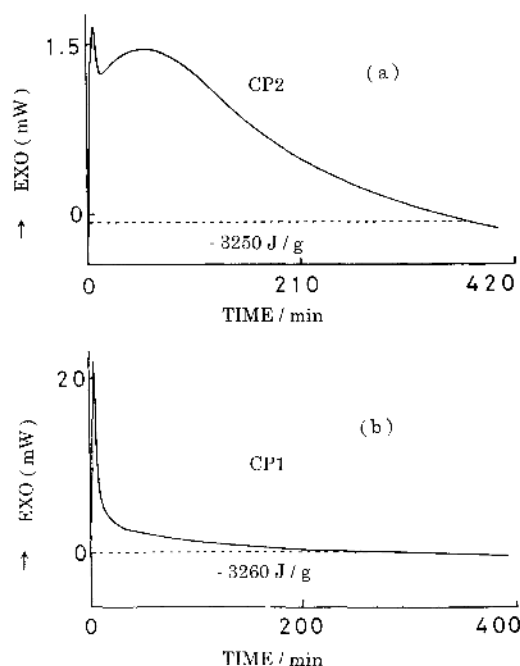 1.5
(a)
CP2
→ EXO (mW)
0
- 3250 J / g
0
210
420
TIME / min
20
(b)
CP1
→ EXO (mW)
0
- 3260 J / g
0
200
400
TIME / min